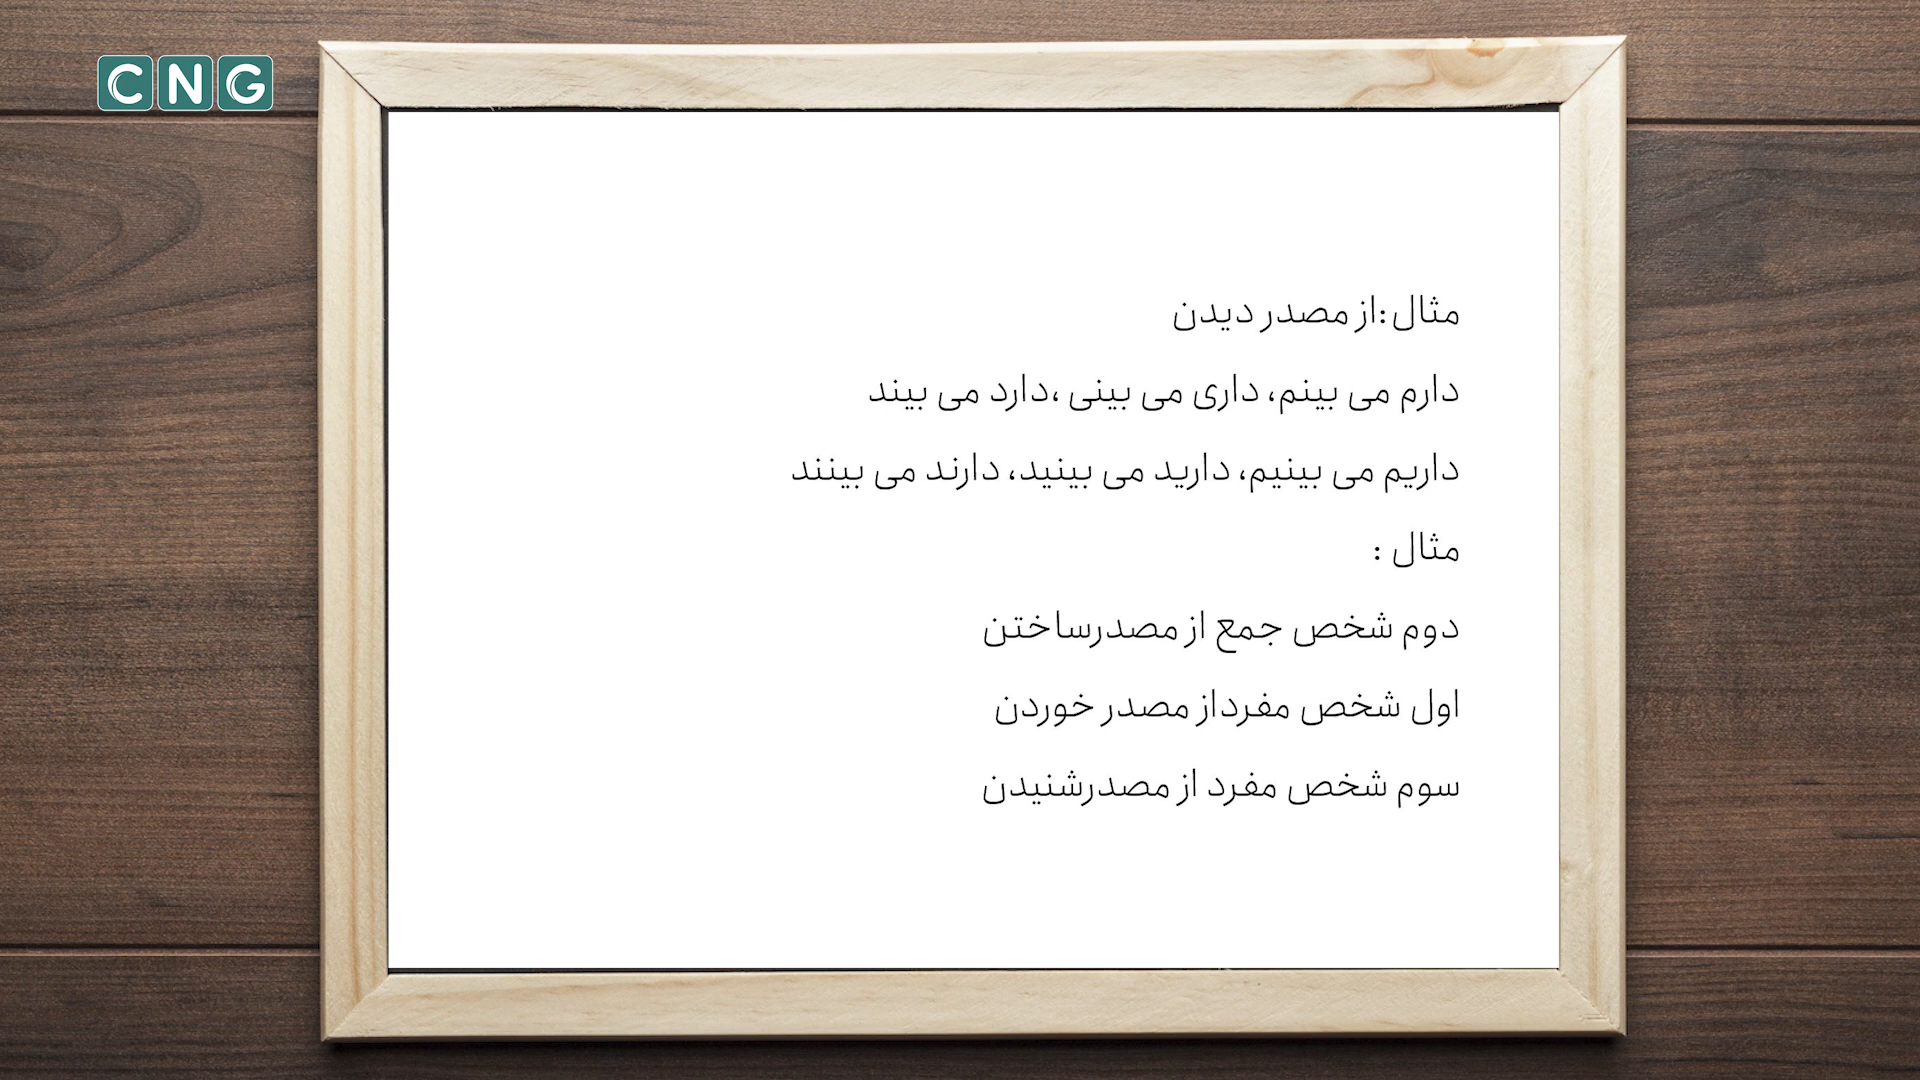 CNG
مثال:از مصدر دیدن
دارم می بینم، داری می بینی ،دارد می بیند
داریم می بینیم، دارید می بینید، دارند می بینند
مثال :
دوم شخص جمع از مصدرساختن
اول شخص مفرداز مصدر خوردن
سوم شخص مفرد از مصدرشنیدن